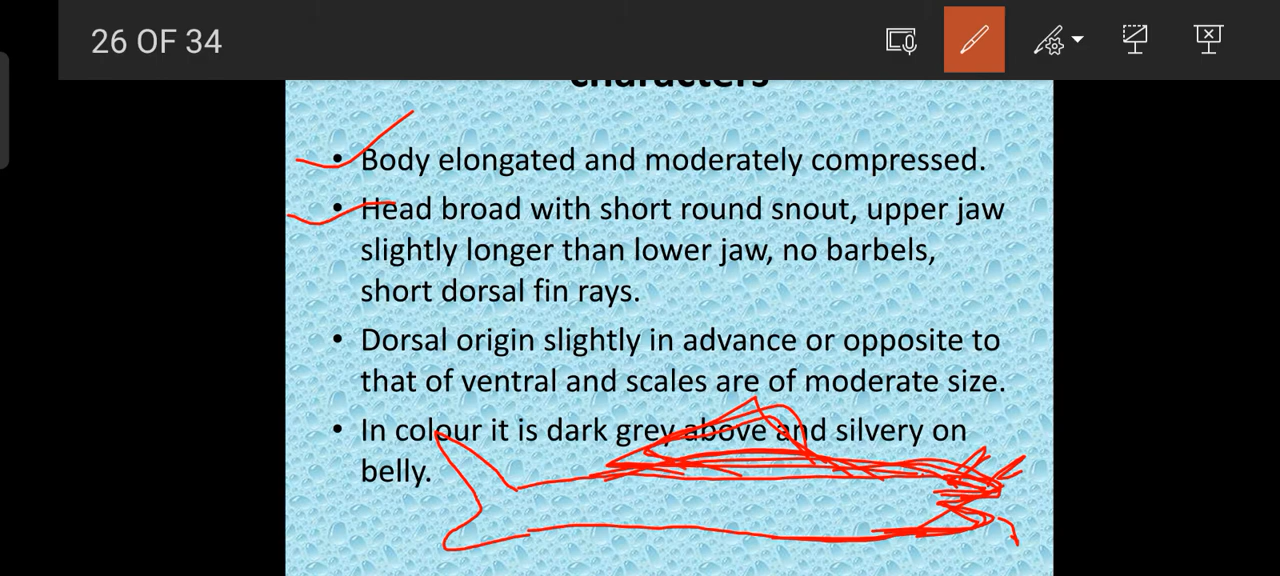 26 OF 34
characters
• Body elongated and moderately compressed.
• Head broad with short round snout, upper jaw
slightly longer than lower jaw, no barbels,
short dorsal fin rays.
• Dorsal origin slightly in advance or opposite to
that of ventral and scales are of moderate size.
• In colour it is dark grey above and silvery on
belly.